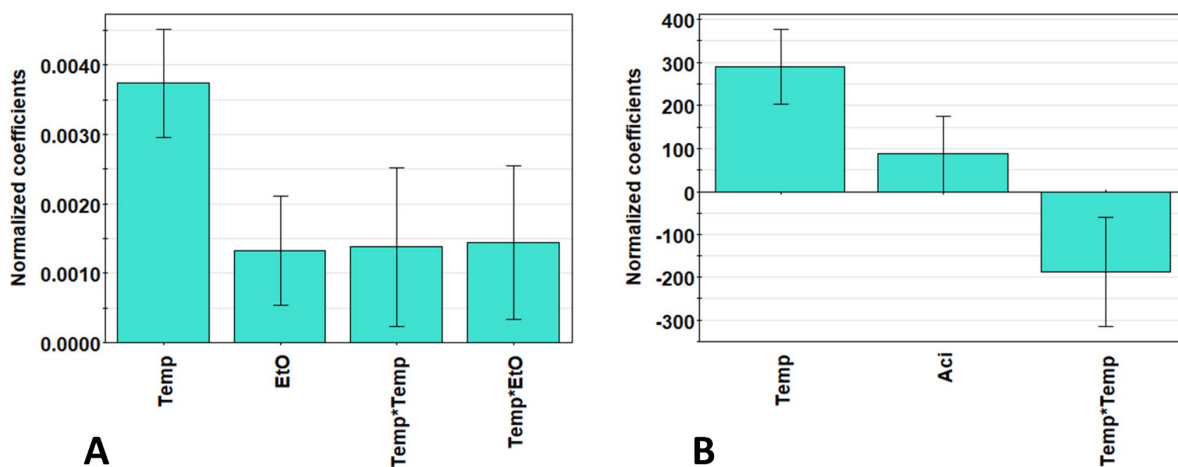 Normalized coefficients
0.0040
0.0030
0.0020
0.0010
0.0000
Temp
EtO
Temp*Temp
Temp*EtO
A
Normalized coefficients
400
300
200
100
0
-100
-200
-300
Temp
Aci
Temp*Temp
B